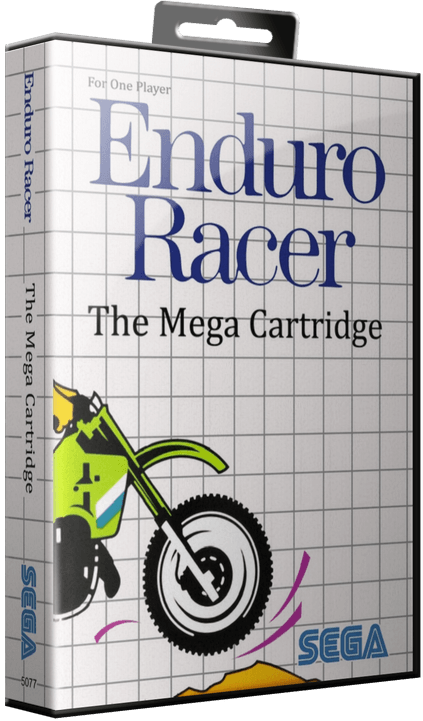 For One Player
Enduro
Racer
The Mega Cartridge
SEGA
Enduro Racer
The Mega Cartridge
SEGA
5077